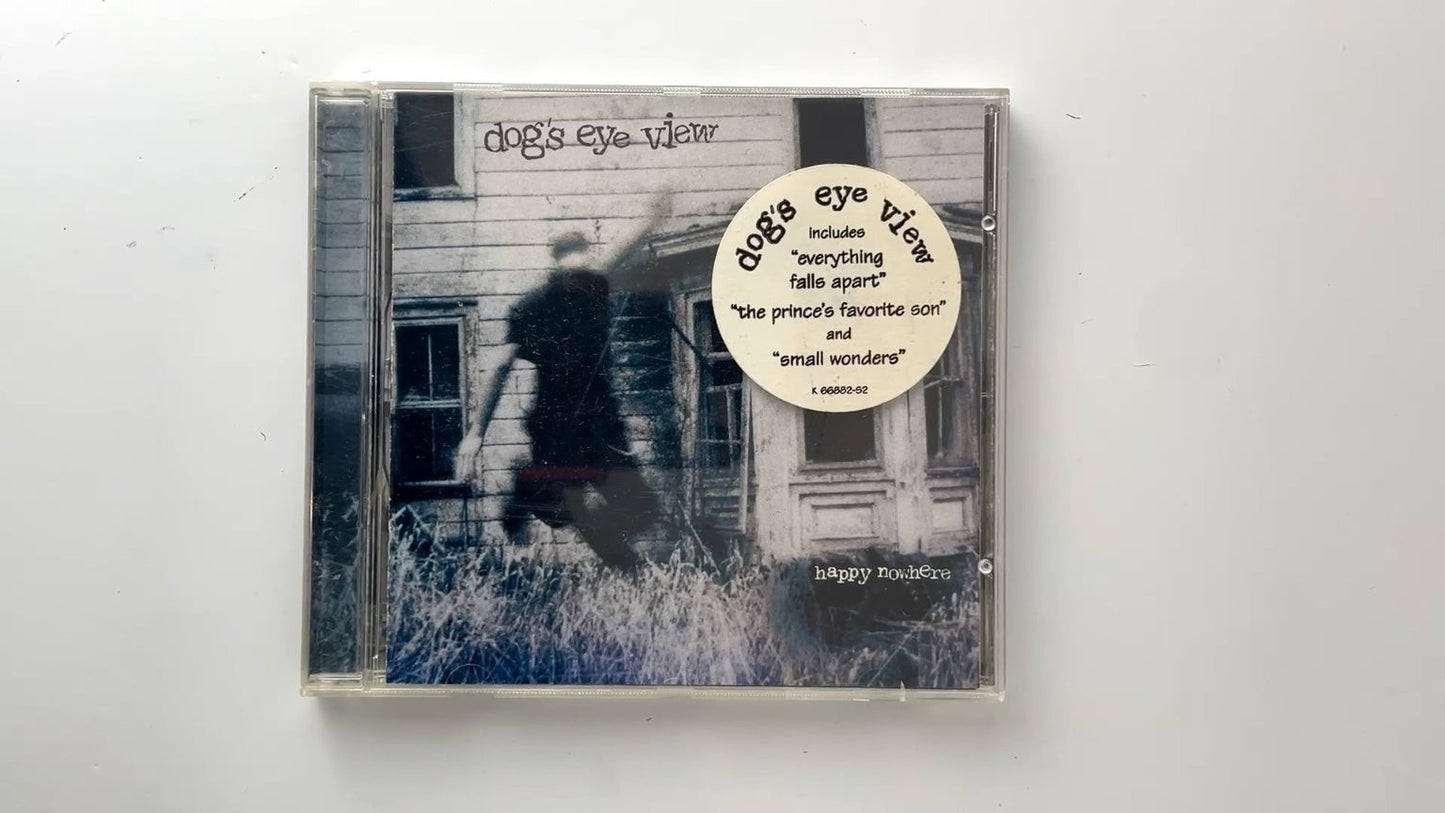 dog's eye view
dog's eye view
includes
“everything
falls apart”
“the prince's favorite son”
and
“small wonders”
K 66882-S2
happy nowhere